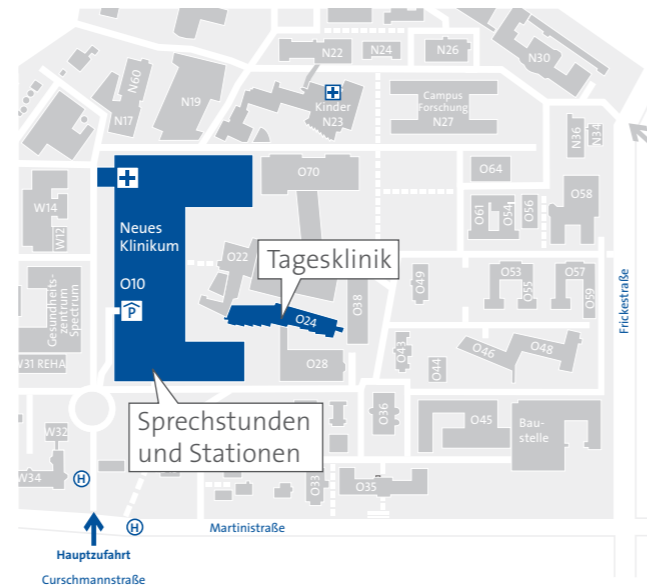 N22
N24
N26
N30
N60
N19
Kinder
N23
Campus
Forschung
N27
N17
N36
N34
W14
W12
O70
O64
O58
Neues
Klinikum
O61
O54
O56
O10
O22
Tagesklinik
O49
O53
O55
O57
O59
P
Gesundheits-
zentrum
Spectrum
O24
O38
Frickestraße
W31 REHA
O28
O43
O44
O46
O48
Sprechstunden
und Stationen
W32
O36
O45
Bau-
stelle
W34
H
O33
O35
H
Martinistraße
Hauptzufahrt
Curschmannstraße